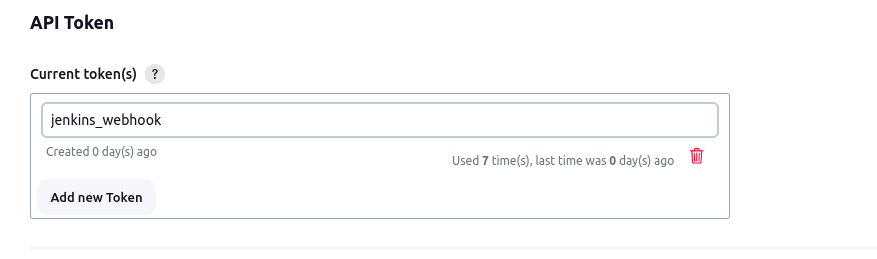 API Token
Current token(s) ?
jenkins_webhook
Created 0 day(s) ago
Used 7 time(s), last time was 0 day(s) ago
Add new Token